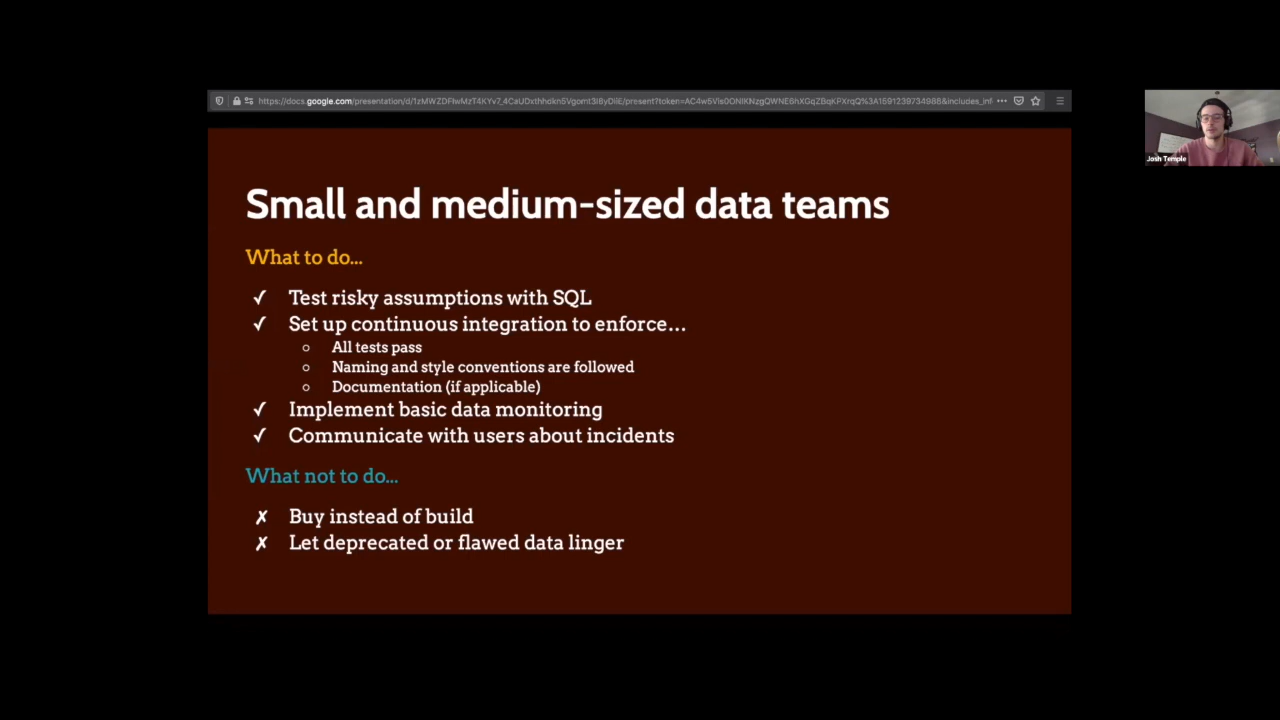 Small and medium-sized data teams
What to do...
✓ Test risky assumptions with SQL
✓ Set up continuous integration to enforce...
○ All tests pass
○ Naming and style conventions are followed
○ Documentation (if applicable)
✓ Implement basic data monitoring
✓ Communicate with users about incidents
What not to do...
✗ Buy instead of build
✗ Let deprecated or flawed data linger
Josh Temple